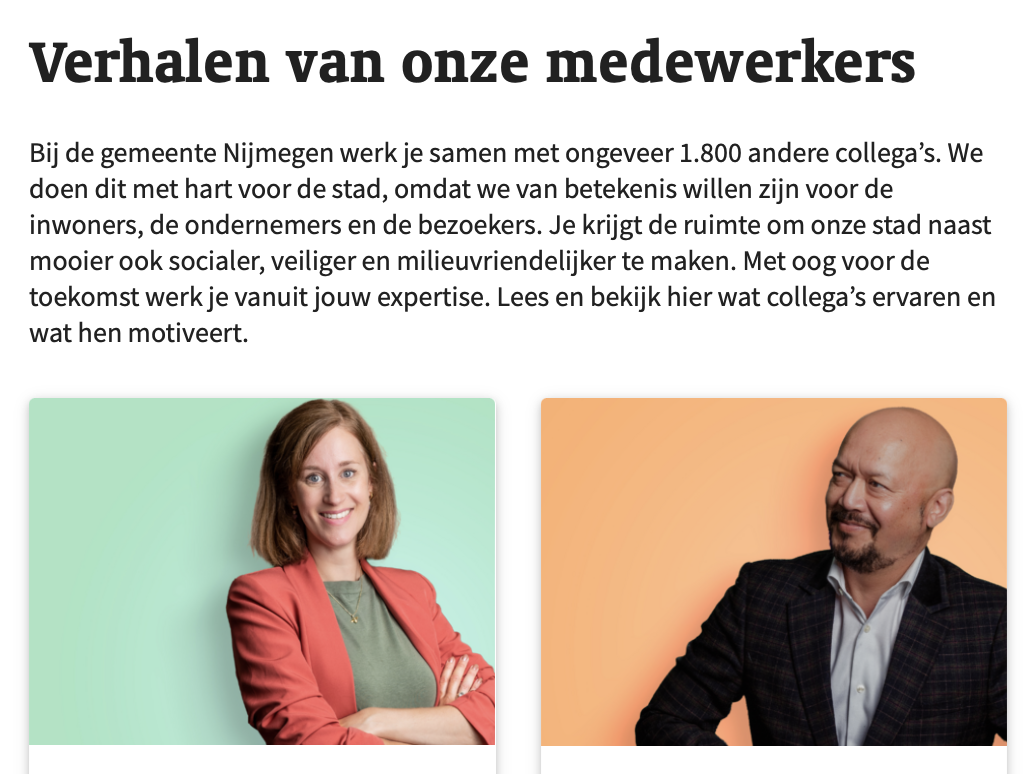 Verhalen van onze medewerkers
Bij de gemeente Nijmegen werk je samen met ongeveer 1.800 andere collega’s. We
doen dit met hart voor de stad, omdat we van betekenis willen zijn voor de
inwoners, de ondernemers en de bezoekers. Je krijgt de ruimte om onze stad naast
mooier ook socialer, veiliger en milieuvriendelijker te maken. Met oog voor de
toekomst werk je vanuit jouw expertise. Lees en bekijk hier wat collega’s ervaren en
wat hen motiveert.